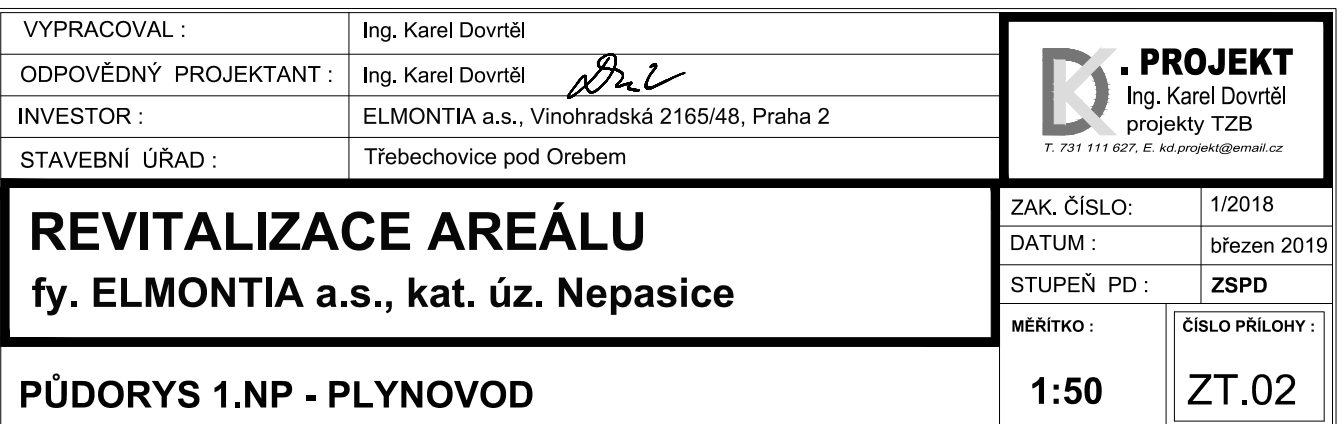 VYPRACOVAL : Ing. Karel Dovrtěl
ODPOVĚDNÝ PROJEKTANT : Ing. Karel Dovrtěl
INVESTOR : ELMONTIA a.s., Vinohradská 2165/48, Praha 2
STAVEBNÍ ÚŘAD : Třebechovice pod Orebem
DK. PROJEKT
Ing. Karel Dovrtěl
projekty TZB
T. 731 111 627, E. kd.projekt@email.cz
REVITALIZACE AREÁLU
fy. ELMONTIA a.s., kat. úz. Nepasice
ZAK. ČÍSLO: 1/2018
DATUM : březen 2019
STUPEŇ PD : ZSPD
MĚŘÍTKO :
1:50
ČÍSLO PŘÍLOHY :
ZT.02
PŮDORYS 1.NP - PLYNOVOD